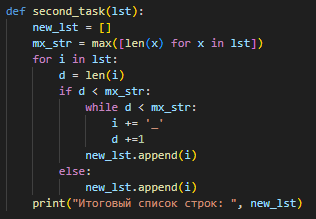 def second_task(lst):
    new_lst = []
    mx_str = max([len(x) for x in lst])
    for i in lst:
        d = len(i)
        if d < mx_str:
            while d < mx_str:
                i += '_'
                d +=1
            new_lst.append(i)
        else:
            new_lst.append(i)
    print("Итоговый список строк: ", new_lst)